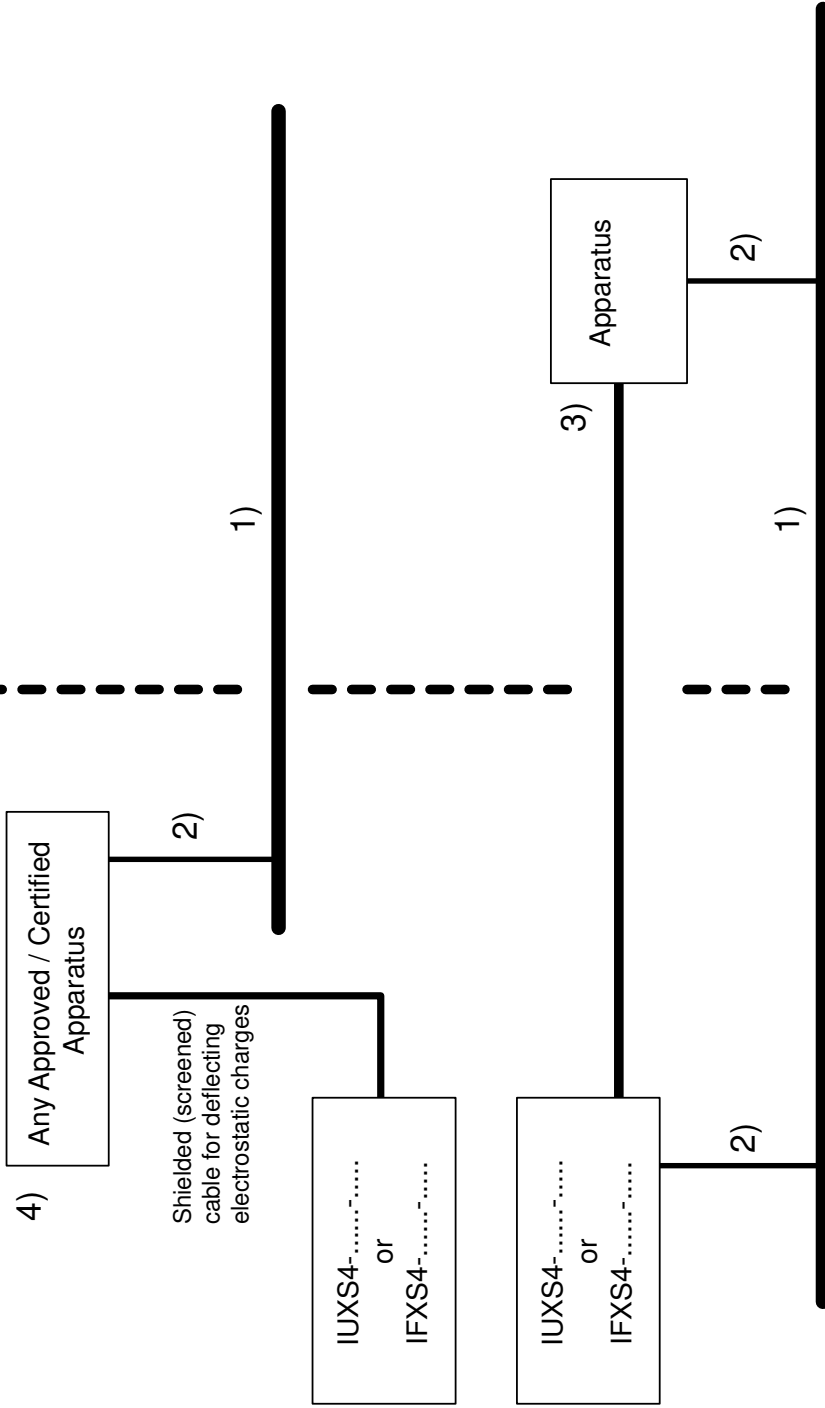 4)
Any Approved / Certified
Apparatus
2)
1)
Shielded (screened)
cable for deflecting
electrostatic charges
IUXS4-......-.....
or
IFXS4-......-.....
IUXS4-......-.....
or
IFXS4-......-.....
3)
Apparatus
2)
2)
1)